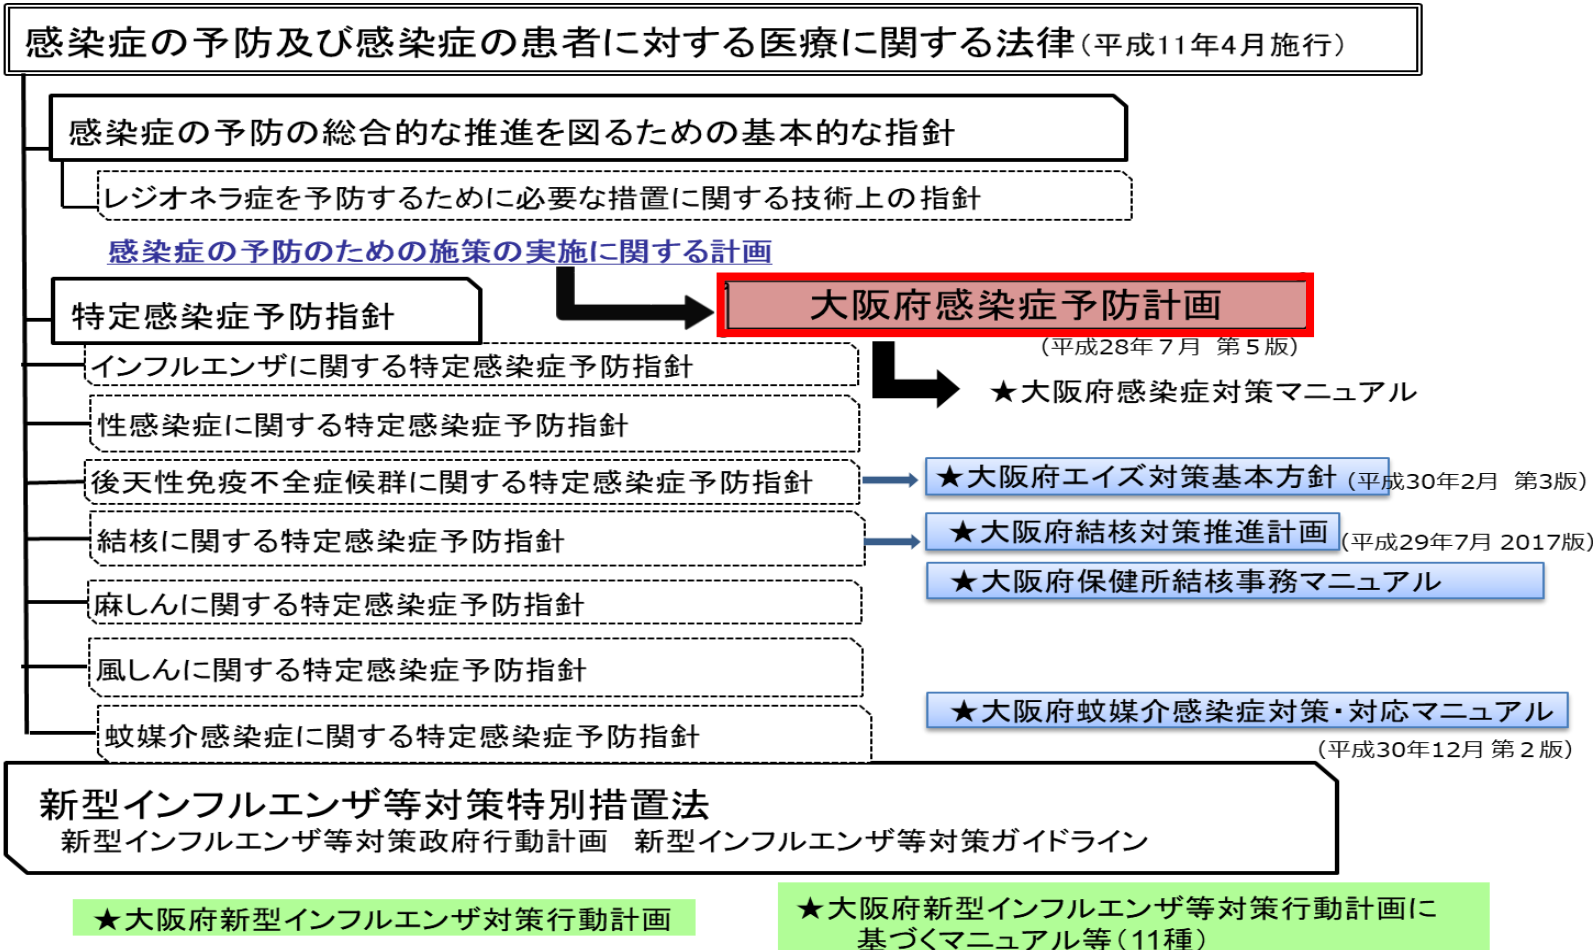 感染症の予防及び感染症の患者に対する医療に関する法律(平成11年4月施行)
感染症の予防の総合的な推進を図るための基本的な指針
レジオネラ症を予防するために必要な措置に関する技術上の指針
感染症の予防のための施策の実施に関する計画
大阪府感染症予防計画
特定感染症予防指針
(平成28年7月 第5版)
インフルエンザに関する特定感染症予防指針
★大阪府感染症対策マニュアル
性感染症に関する特定感染症予防指針
後天性免疫不全症候群に関する特定感染症予防指針
★大阪府エイズ対策基本方針 (平成30年2月 第3版)
結核に関する特定感染症予防指針
★大阪府結核対策推進計画 (平成29年7月 2017版)
★大阪府保健所結核事務マニュアル
麻しんに関する特定感染症予防指針
風しんに関する特定感染症予防指針
★大阪府蚊媒介感染症対策・対応マニュアル
蚊媒介感染症に関する特定感染症予防指針
(平成30年12月 第2版)
新型インフルエンザ等対策特別措置法
新型インフルエンザ等対策政府行動計画 新型インフルエンザ等対策ガイドライン
★大阪府新型インフルエンザ対策行動計画
★大阪府新型インフルエンザ等対策行動計画に
基づくマニュアル等(11種)